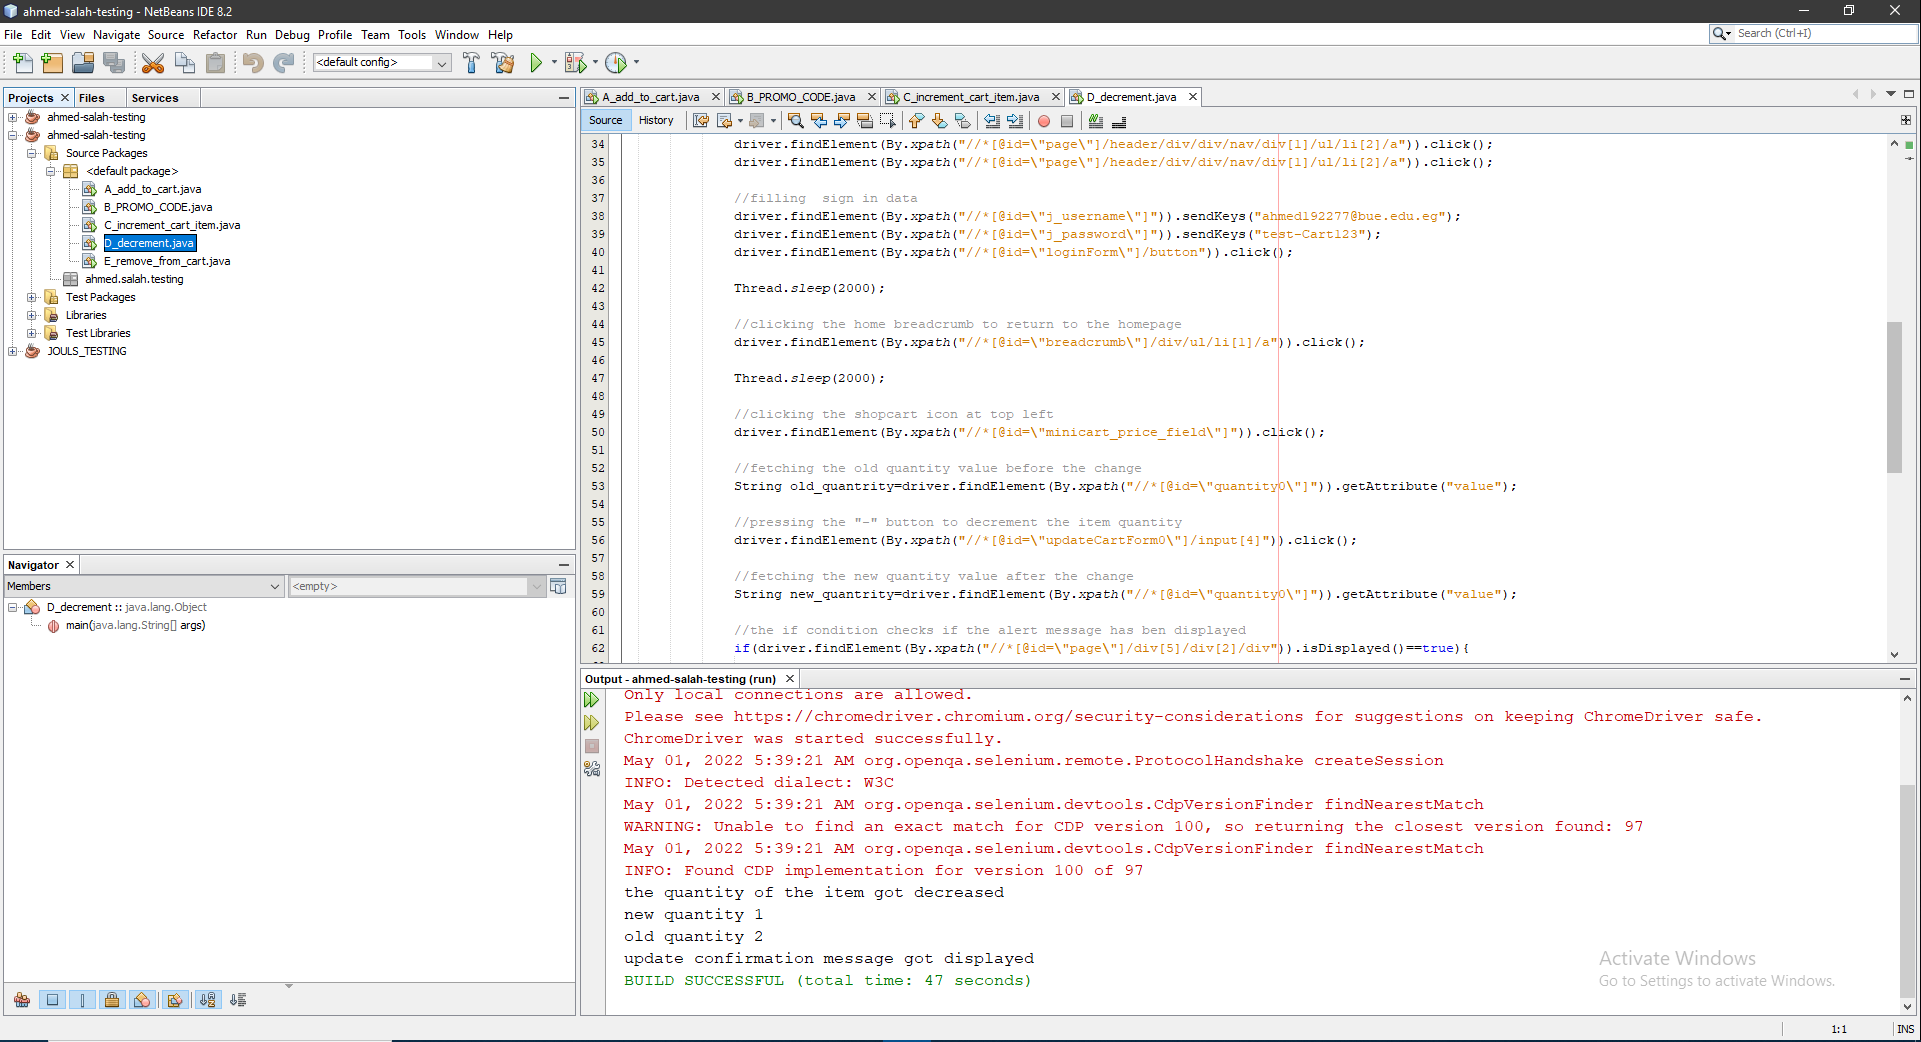 ahmed-salah-testing - NetBeans IDE 8.2
File Edit View Navigate Source Refactor Run Debug Profile Team Tools Window Help
Search (Ctrl+I)
<default config>
Projects Files Services
ahmed-salah-testing
ahmed-salah-testing
Source Packages
<default package>
A_add_to_cart.java
B_PROMO_CODE.java
C_increment_cart_item.java
D_decrement.java
E_remove_from_cart.java
ahmed.salah.testing
Test Packages
Libraries
Test Libraries
JOULS_TESTING
Navigator
Members <empty>
D_decrement :: java.lang.Object
main(java.lang.String[] args)
A_add_to_cart.java B_PROMO_CODE.java C_increment_cart_item.java D_decrement.java
Source History
34 driver.findElement(By.xpath("//*[@id=\"page\"]/header/div/div/nav/div[1]/ul/li[2]/a")).click();
35 driver.findElement(By.xpath("//*[@id=\"page\"]/header/div/div/nav/div[1]/ul/li[2]/a")).click();
36
37 //filling  sign in data
38 driver.findElement(By.xpath("//*[@id=\"j_username\"]")).sendKeys("ahmed192277@bue.edu.eg");
39 driver.findElement(By.xpath("//*[@id=\"j_password\"]")).sendKeys("test-Cart123");
40 driver.findElement(By.xpath("//*[@id=\"loginForm\"]/button")).click();
41
42 Thread.sleep(2000);
43
44 //clicking the home breadcrumb to return to the homepage
45 driver.findElement(By.xpath("//*[@id=\"breadcrumb\"]/div/ul/li[1]/a")).click();
46
47 Thread.sleep(2000);
48
49 //clicking the shopcart icon at top left
50 driver.findElement(By.xpath("//*[@id=\"minicart_price_field\"]")).click();
51
52 //fetching the old quantity value before the change
53 String old_quantrity=driver.findElement(By.xpath("//*[@id=\"quantity0\"]")).getAttribute("value");
54
55 //pressing the "-" button to decrement the item quantity
56 driver.findElement(By.xpath("//*[@id=\"updateCartForm0\"]/input[4]")).click();
57
58 //fetching the new quantity value after the change
59 String new_quantrity=driver.findElement(By.xpath("//*[@id=\"quantity0\"]")).getAttribute("value");
60
61 //the if condition checks if the alert message has ben displayed
62 if(driver.findElement(By.xpath("//*[@id=\"page\"]/div[5]/div[2]/div")).isDisplayed()==true){
Output - ahmed-salah-testing (run)
Only local connections are allowed.
Please see https://chromedriver.chromium.org/security-considerations for suggestions on keeping ChromeDriver safe.
ChromeDriver was started successfully.
May 01, 2022 5:39:21 AM org.openqa.selenium.remote.ProtocolHandshake createSession
INFO: Detected dialect: W3C
May 01, 2022 5:39:21 AM org.openqa.selenium.devtools.CdpVersionFinder findNearestMatch
WARNING: Unable to find an exact match for CDP version 100, so returning the closest version found: 97
May 01, 2022 5:39:21 AM org.openqa.selenium.devtools.CdpVersionFinder findNearestMatch
INFO: Found CDP implementation for version 100 of 97
the quantity of the item got decreased
new quantity 1
old quantity 2
update confirmation message got displayed
BUILD SUCCESSFUL (total time: 47 seconds)
Activate Windows
Go to Settings to activate Windows.
1:1 INS